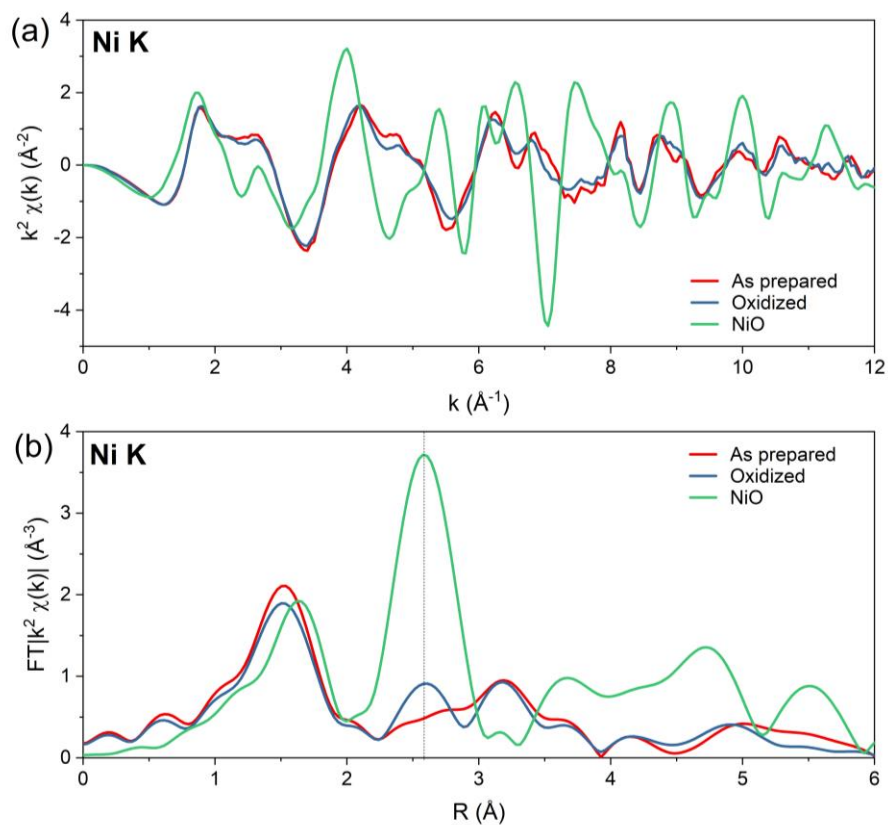 (a)
Ni K
4
2
0
-2
-4
k² χ(k) (Å⁻²)
As prepared
Oxidized
NiO
0 2 4 6 8 10 12
k (Å⁻¹)
(b)
Ni K
4
3
2
1
0
FT|k² χ(k)| (Å⁻³)
As prepared
Oxidized
NiO
0 1 2 3 4 5 6
R (Å)